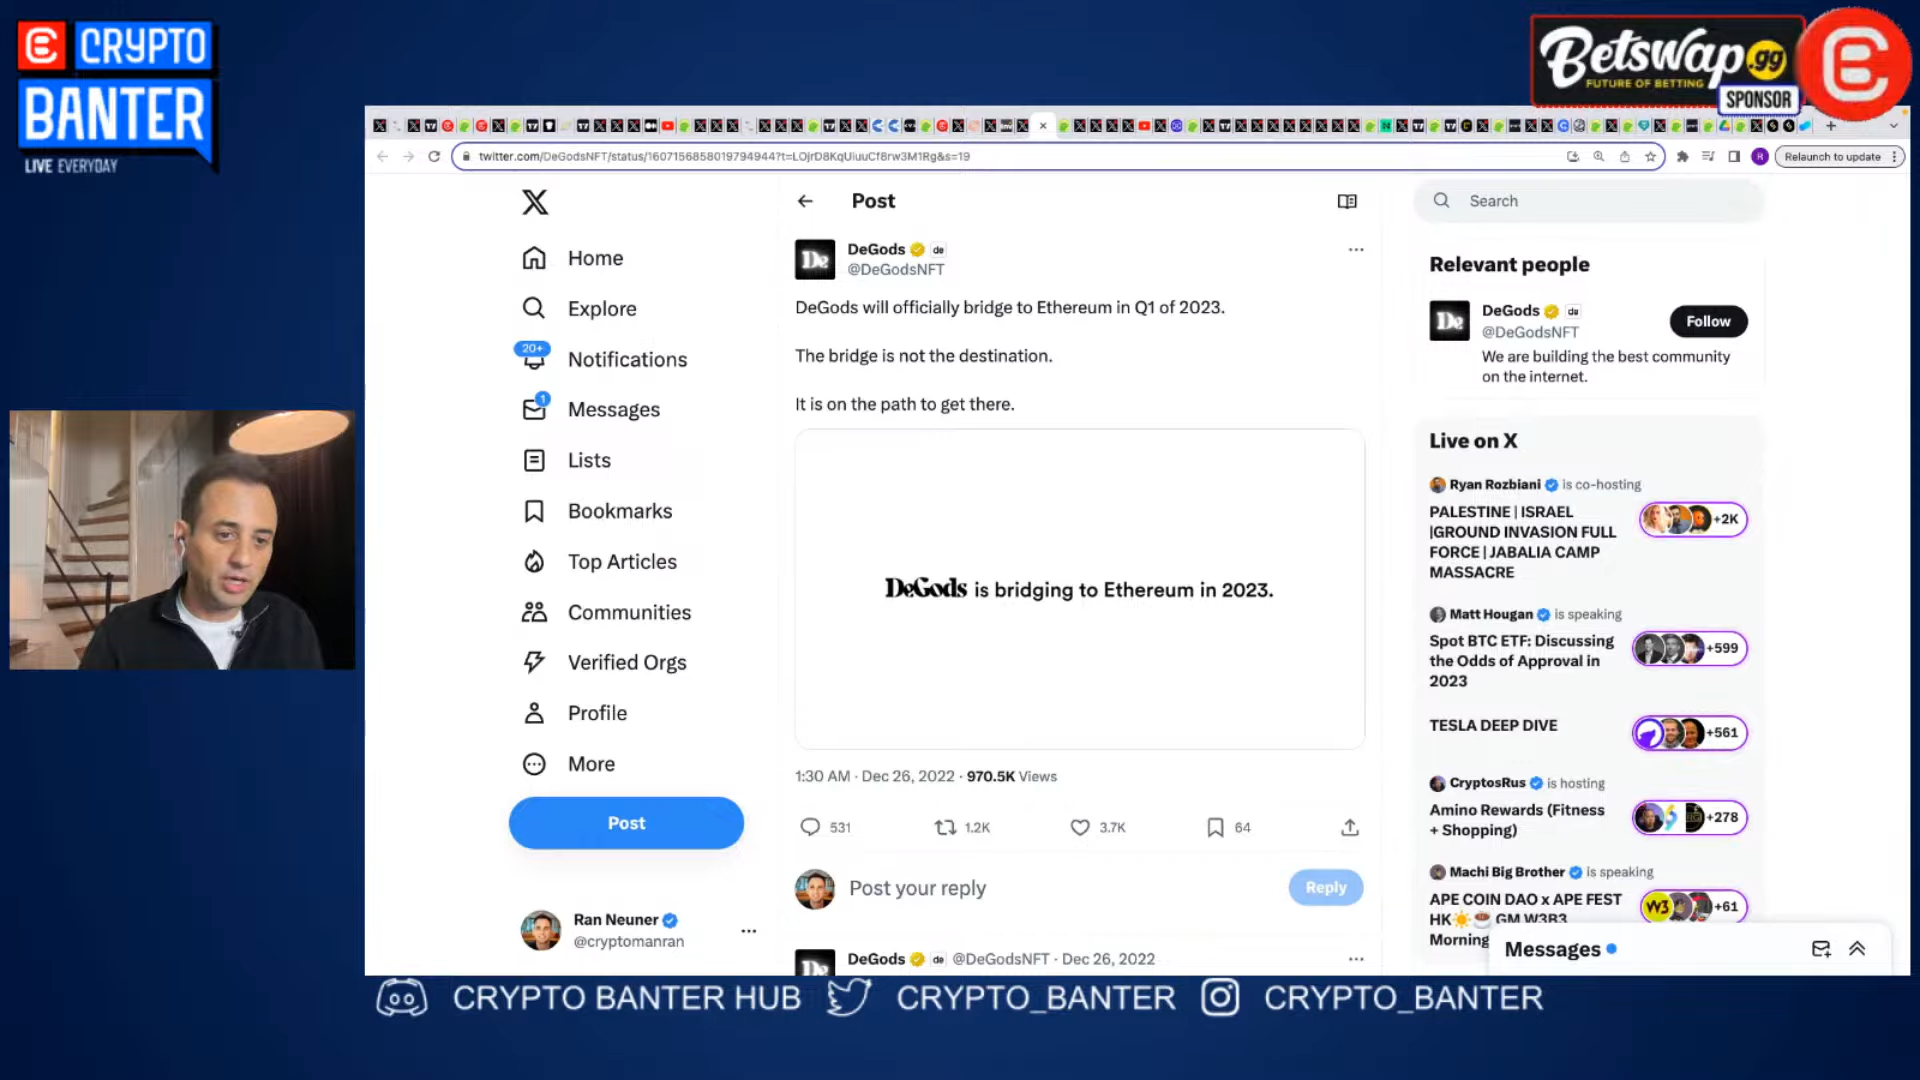 CRYPTO
BANTER
LIVE EVERYDAY
Betswap.gg
FUTURE OF BETTING
SPONSOR
twitter.com/DeGodsNFT/status/1607156858019794944?t=LOjrD8KqUiuuCf8rw3M1Rg&s=19
Relaunch to update
Home
Explore
20+
Notifications
1
Messages
Lists
Bookmarks
Top Articles
Communities
Verified Orgs
Profile
More
Post
Ran Neuner
@cryptomanran
Post
DeGods
@DeGodsNFT
DeGods will officially bridge to Ethereum in Q1 of 2023.
The bridge is not the destination.
It is on the path to get there.
DeGods is bridging to Ethereum in 2023.
1:30 AM · Dec 26, 2022 · 970.5K Views
531 1.2K 3.7K 64
Post your reply
Reply
DeGods @DeGodsNFT · Dec 26, 2022
Search
Relevant people
DeGods
@DeGodsNFT
Follow
We are building the best community
on the internet.
Live on X
Ryan Rozbiani is co-hosting
PALESTINE | ISRAEL
|GROUND INVASION FULL
FORCE | JABALIA CAMP
MASSACRE
+2K
Matt Hougan is speaking
Spot BTC ETF: Discussing
the Odds of Approval in
2023
+599
TESLA DEEP DIVE
+561
CryptosRus is hosting
Amino Rewards (Fitness
+ Shopping)
+278
Machi Big Brother is speaking
APE COIN DAO x APE FEST
HK☀️☕ GM W3B3
Morning
+61
Messages
CRYPTO BANTER HUB CRYPTO_BANTER CRYPTO_BANTER